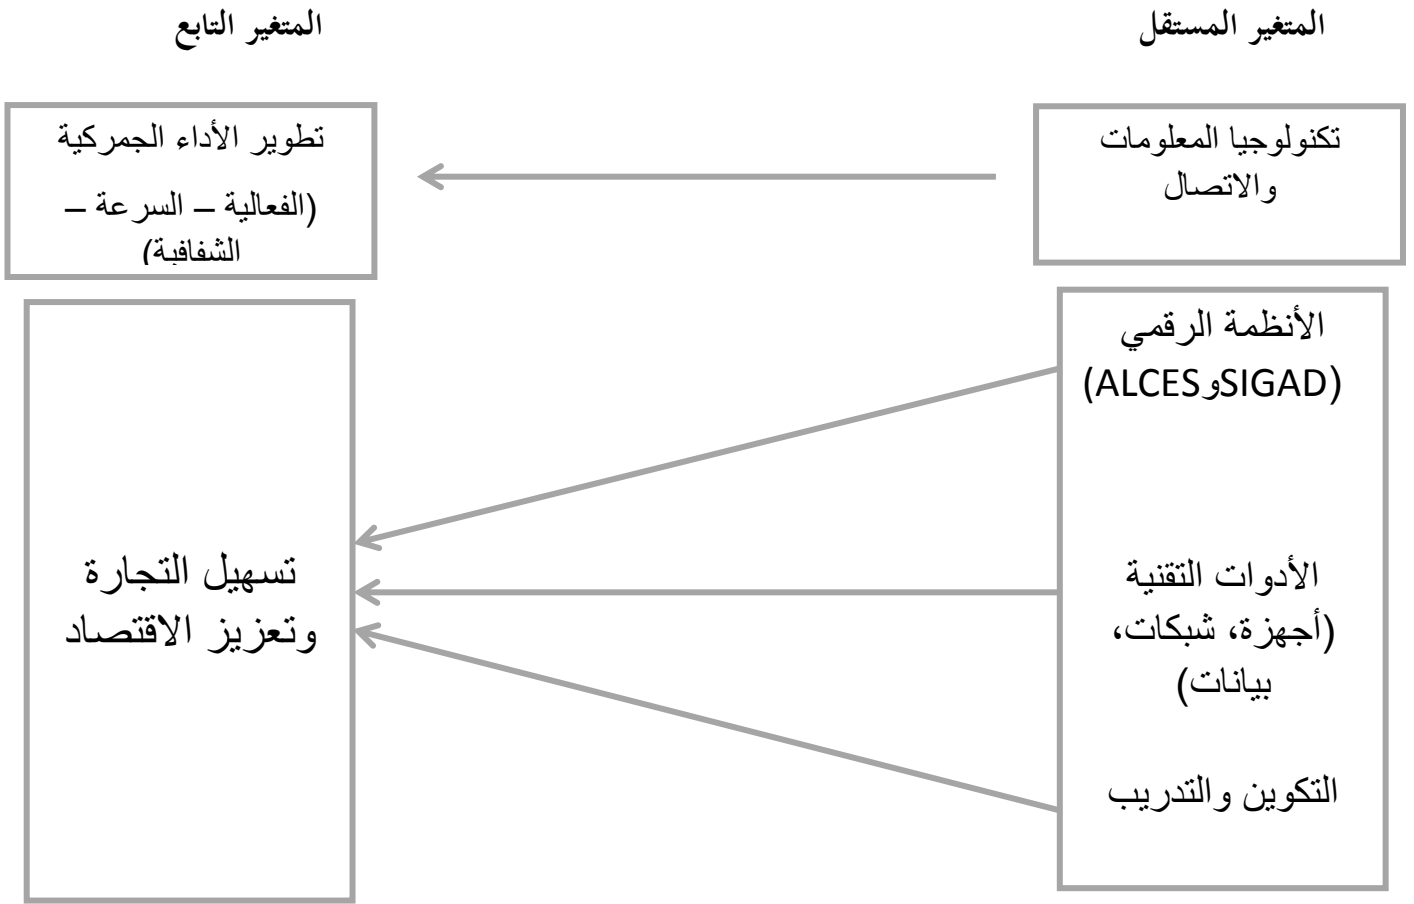 المتغير المستقل
المتغير التابع
تكنولوجيا المعلومات
والاتصال
تطوير الأداء الجمركية
(الفعالية – السرعة –
الشفافية)
الأنظمة الرقمي
(SIGADوALCES)
الأدوات التقنية
(أجهزة، شبكات،
بيانات)
التكوين والتدريب
تسهيل التجارة
وتعزيز الاقتصاد